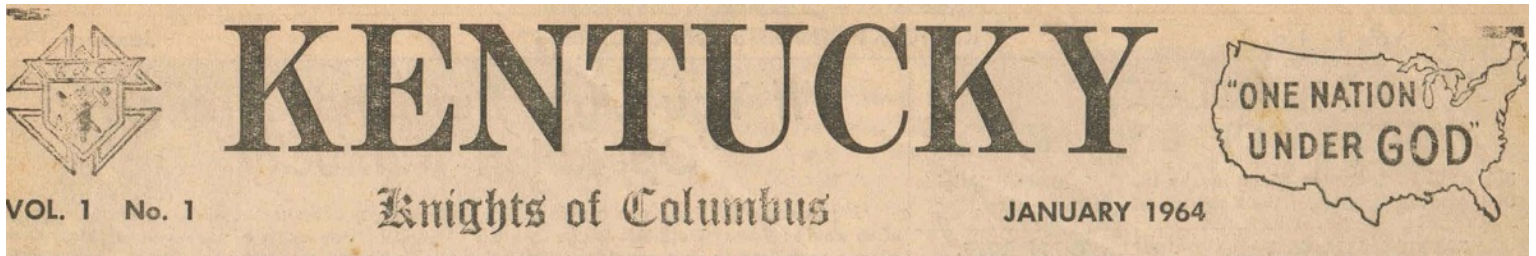 KENTUCKY
"ONE NATION
UNDER GOD"
VOL. 1 No. 1
Knights of Columbus
JANUARY 1964